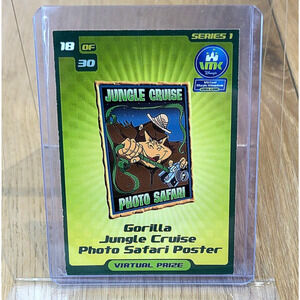 SERIES 1
18 OF 30
VMK
JUNGLE CRUISE
PHOTO SAFARI
Gorilla
Jungle Cruise
Photo Safari Poster
VIRTUAL PRIZE